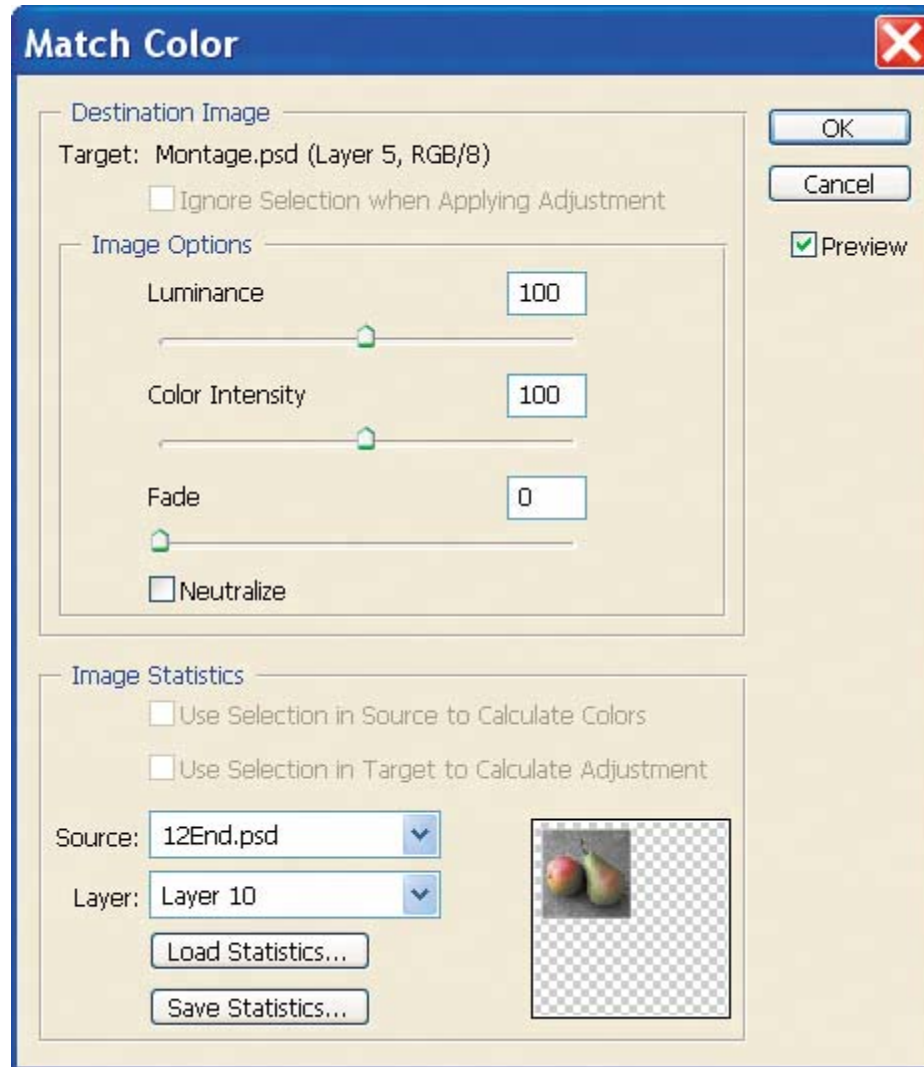 Match Color
Destination Image
OK
Target: Montage.psd (Layer 5, RGB/8)
Cancel
Ignore Selection when Applying Adjustment
Image Options
Preview
Luminance 100
Color Intensity 100
Fade 0
Neutralize
Image Statistics
Use Selection in Source to Calculate Colors
Use Selection in Target to Calculate Adjustment
Source: 12End.psd
Layer: Layer 10
Load Statistics...
Save Statistics...